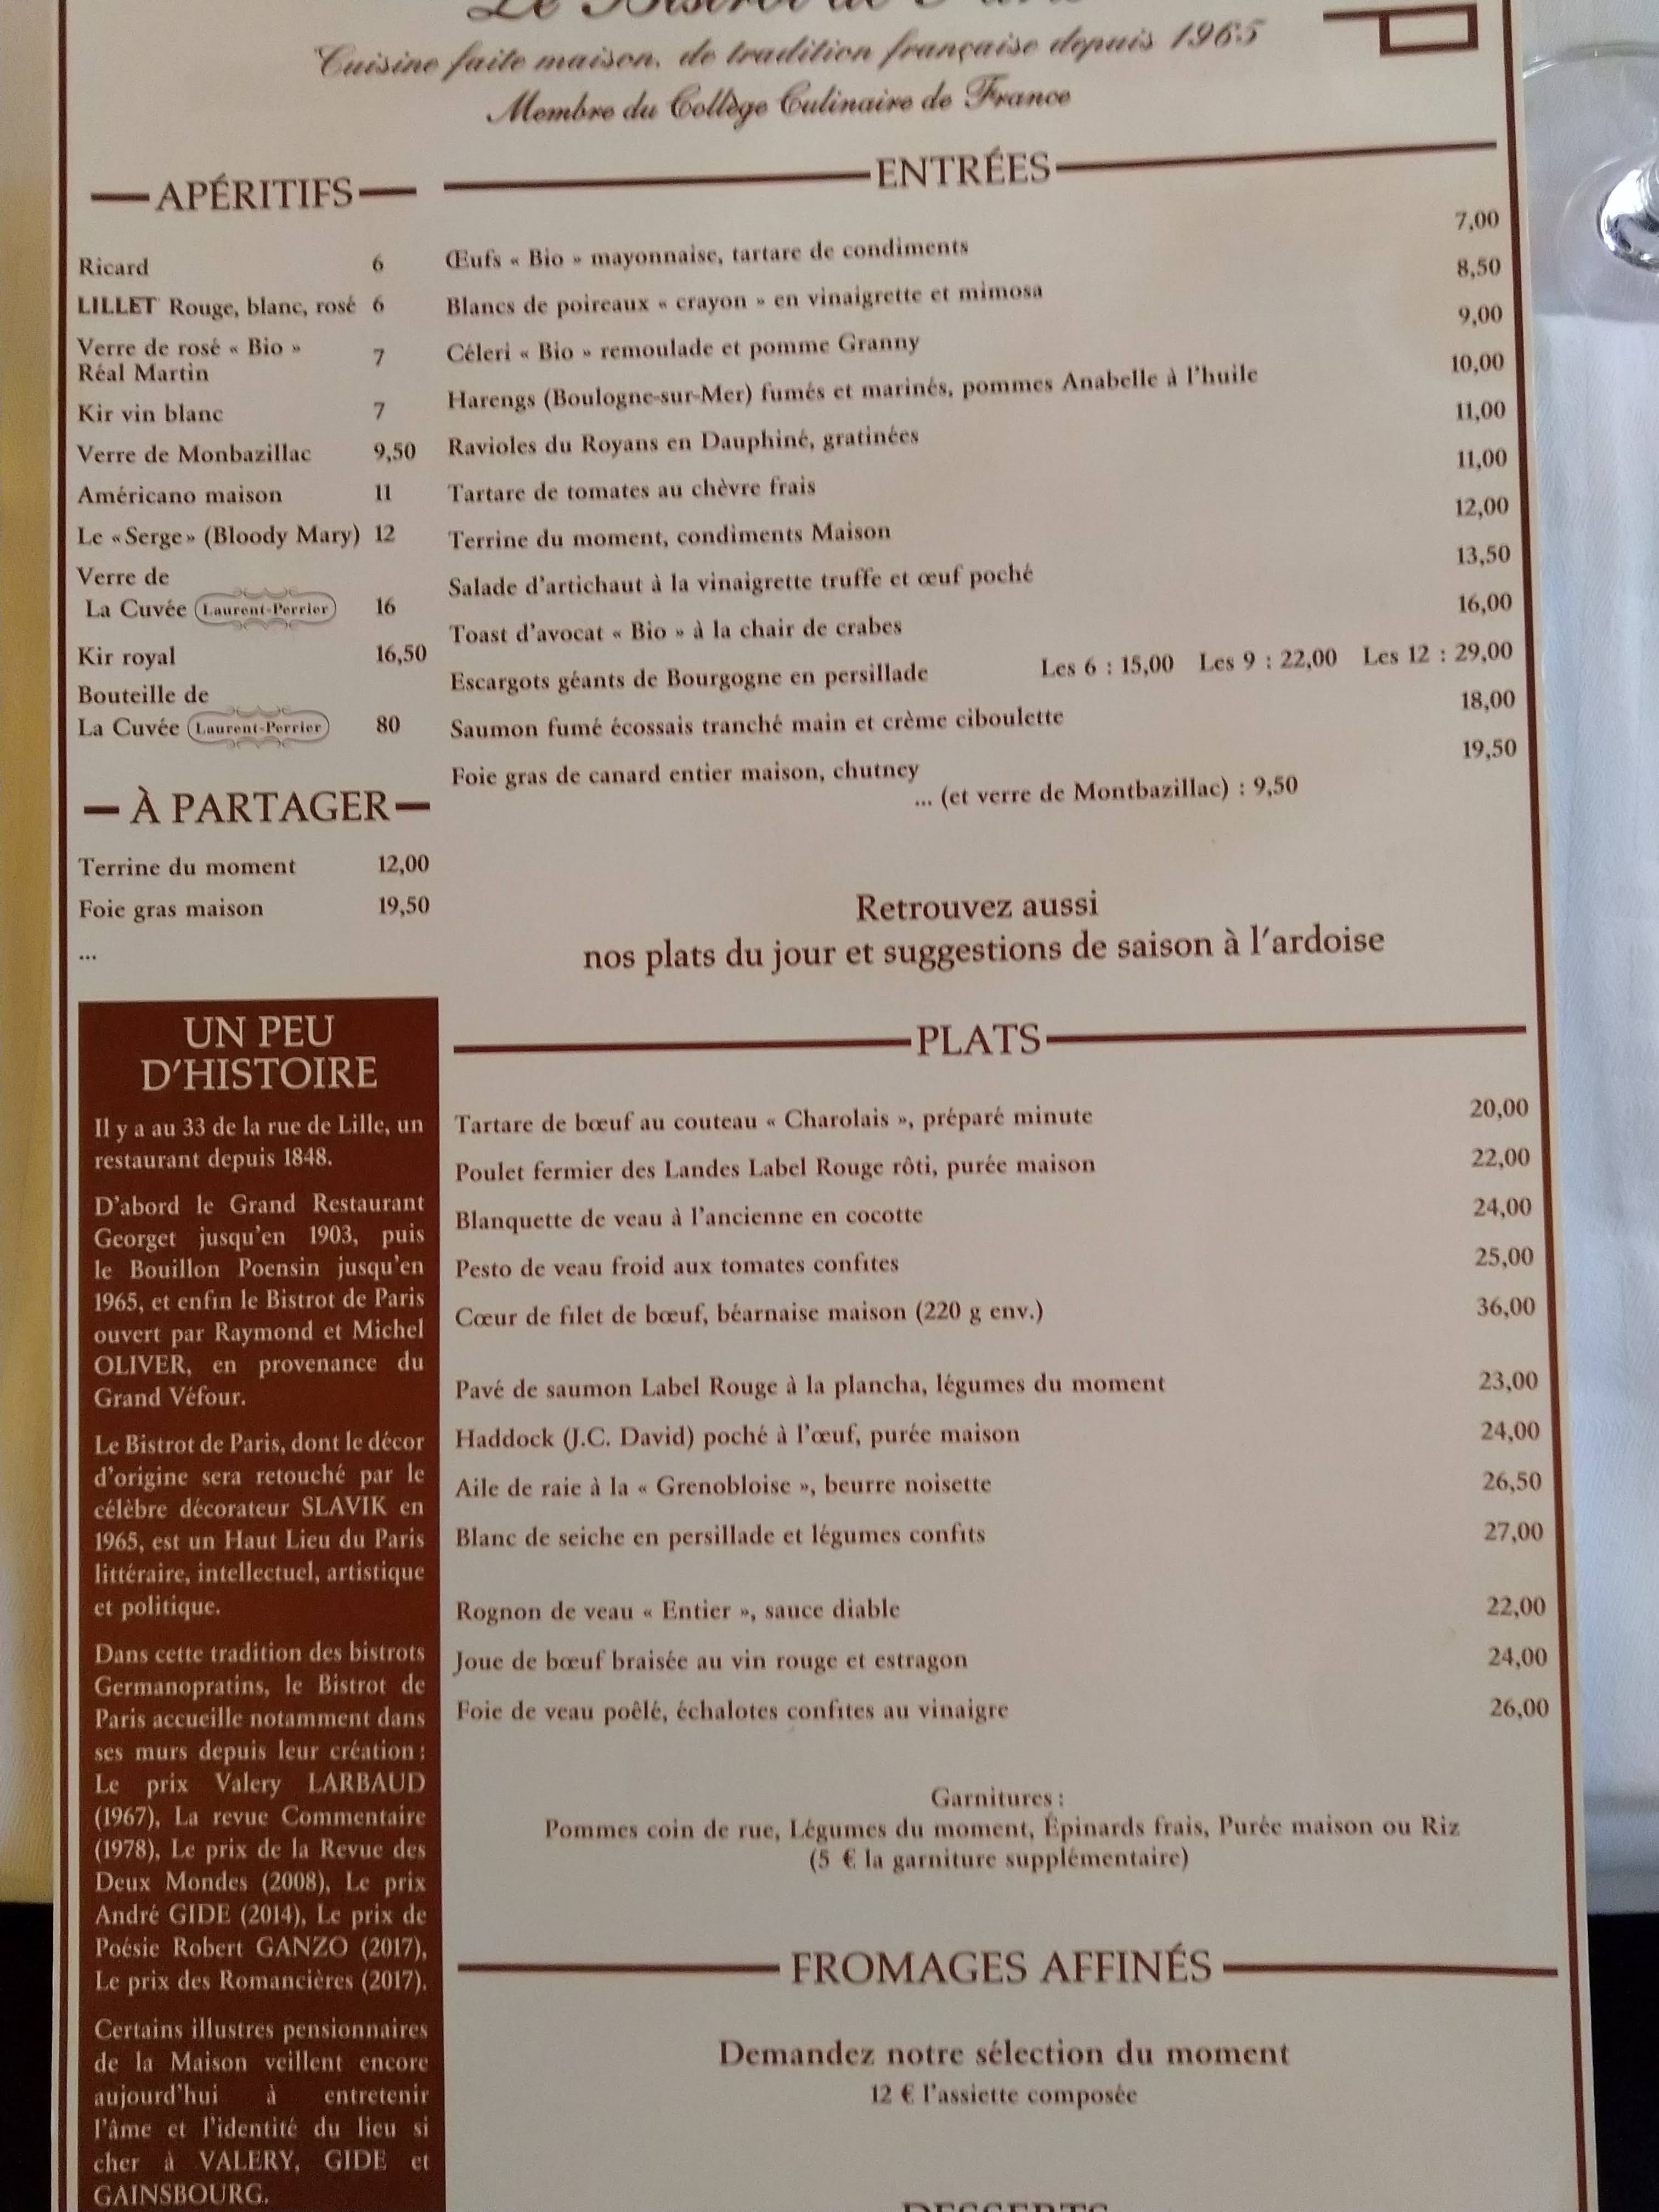 Le Bistrot de Paris
Cuisine faite maison, de tradition française depuis 1965
Membre du Collège Culinaire de France
APÉRITIFS
Ricard 6
LILLET Rouge, blanc, rosé 6
Verre de rosé « Bio »
Réal Martin 7
Kir vin blanc 7
Verre de Monbazillac 9,50
Américano maison 11
Le «Serge» (Bloody Mary) 12
Verre de
La Cuvée Laurent-Perrier 16
Kir royal 16,50
Bouteille de
La Cuvée Laurent-Perrier 80
À PARTAGER
Terrine du moment 12,00
Foie gras maison 19,50
...
UN PEU
D'HISTOIRE
Il y a au 33 de la rue de Lille, un
restaurant depuis 1848.
D'abord le Grand Restaurant
Georget jusqu'en 1903, puis
le Bouillon Poensin jusqu'en
1965, et enfin le Bistrot de Paris
ouvert par Raymond et Michel
OLIVER, en provenance du
Grand Véfour.
Le Bistrot de Paris, dont le décor
d'origine sera retouché par le
célèbre décorateur SLAVIK en
1965, est un Haut Lieu du Paris
littéraire, intellectuel, artistique
et politique.
Dans cette tradition des bistrots
Germanopratins, le Bistrot de
Paris accueille notamment dans
ses murs depuis leur création :
Le prix Valery LARBAUD
(1967), La revue Commentaire
(1978), Le prix de la Revue des
Deux Mondes (2008), Le prix
André GIDE (2014), Le prix de
Poésie Robert GANZO (2017),
Le prix des Romancières (2017).
Certains illustres pensionnaires
de la Maison veillent encore
aujourd'hui à entretenir
l'âme et l'identité du lieu si
cher à VALERY, GIDE et
GAINSBOURG.
ENTRÉES
Œufs « Bio » mayonnaise, tartare de condiments 7,00
Blancs de poireaux « crayon » en vinaigrette et mimosa 8,50
Céleri « Bio » remoulade et pomme Granny 9,00
Harengs (Boulogne-sur-Mer) fumés et marinés, pommes Anabelle à l'huile 10,00
Ravioles du Royans en Dauphiné, gratinées 11,00
Tartare de tomates au chèvre frais 11,00
Terrine du moment, condiments Maison 12,00
Salade d'artichaut à la vinaigrette truffe et œuf poché 13,50
Toast d'avocat « Bio » à la chair de crabes 16,00
Escargots géants de Bourgogne en persillade Les 6 : 15,00 Les 9 : 22,00 Les 12 : 29,00
Saumon fumé écossais tranché main et crème ciboulette 18,00
Foie gras de canard entier maison, chutney 19,50
... (et verre de Montbazillac) : 9,50
Retrouvez aussi
nos plats du jour et suggestions de saison à l'ardoise
PLATS
Tartare de bœuf au couteau « Charolais », préparé minute 20,00
Poulet fermier des Landes Label Rouge rôti, purée maison 22,00
Blanquette de veau à l'ancienne en cocotte 24,00
Pesto de veau froid aux tomates confites 25,00
Cœur de filet de bœuf, béarnaise maison (220 g env.) 36,00
Pavé de saumon Label Rouge à la plancha, légumes du moment 23,00
Haddock (J.C. David) poché à l'œuf, purée maison 24,00
Aile de raie à la « Grenobloise », beurre noisette 26,50
Blanc de seiche en persillade et légumes confits 27,00
Rognon de veau « Entier », sauce diable 22,00
Joue de bœuf braisée au vin rouge et estragon 24,00
Foie de veau poêlé, échalotes confites au vinaigre 26,00
Garnitures :
Pommes coin de rue, Légumes du moment, Épinards frais, Purée maison ou Riz
(5 € la garniture supplémentaire)
FROMAGES AFFINÉS
Demandez notre sélection du moment
12 € l'assiette composée
DESSERTS